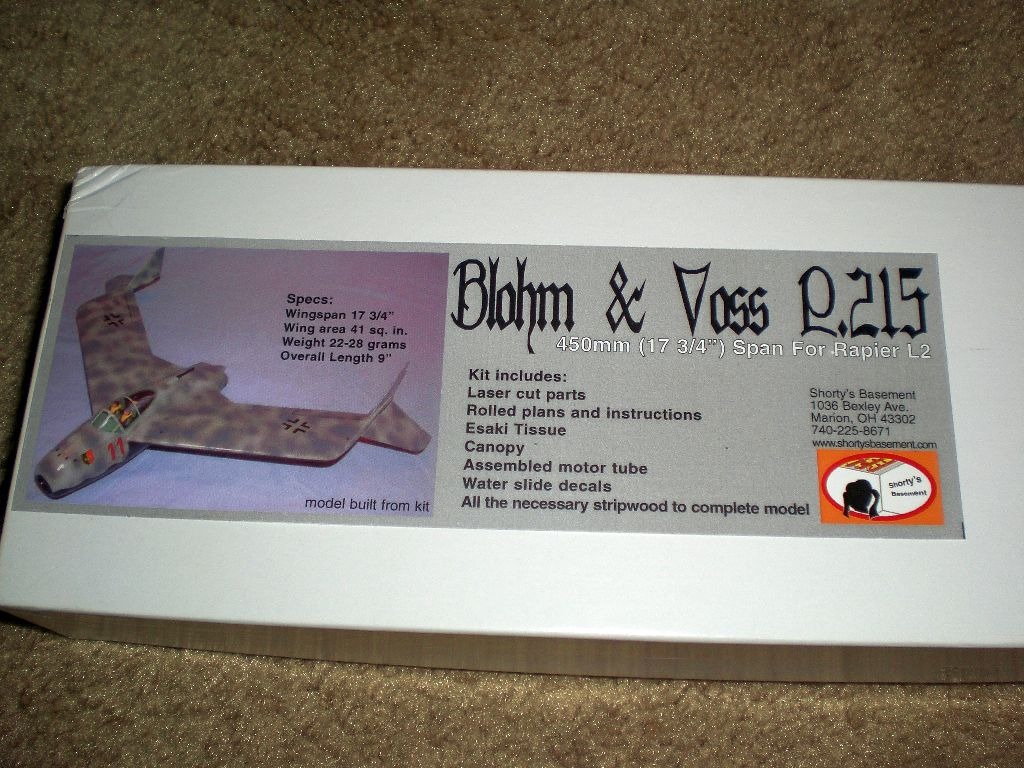 Specs:
Wingspan 17 3/4"
Wing area 41 sq. in.
Weight 22-28 grams
Overall Length 9"
11
model built from kit
Blohm & Voss P.215
450mm (17 3/4") Span For Rapier L2
Kit includes:
Laser cut parts
Rolled plans and instructions
Esaki Tissue
Canopy
Assembled motor tube
Water slide decals
All the necessary stripwood to complete model
Shorty's Basement
1036 Bexley Ave.
Marion, OH 43302
740-225-8671
www.shortysbasement.com
Shorty's
Basement